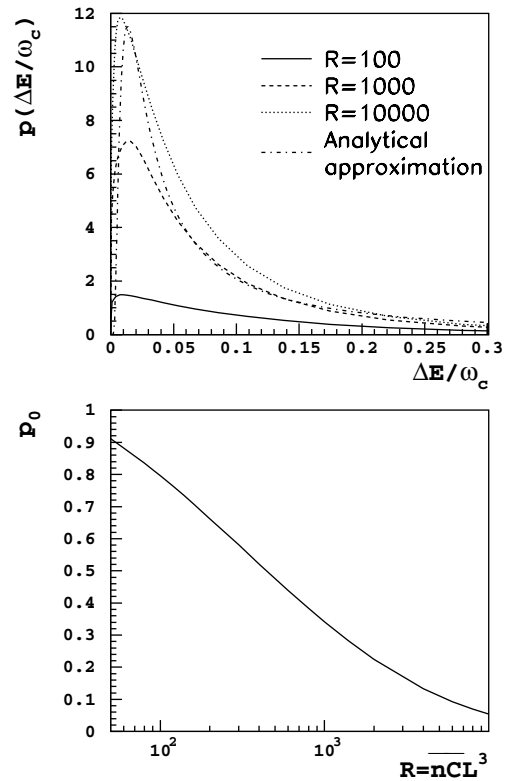 p(ΔE/ω_c)
12
10
8
6
4
2
0
R=100
R=1000
R=10000
Analytical
approximation
0 0.05 0.1 0.15 0.2 0.25 0.3
ΔE/ω_c
p_0
1
0.9
0.8
0.7
0.6
0.5
0.4
0.3
0.2
0.1
0
10^2 10^3
R=n̅C̅L^3